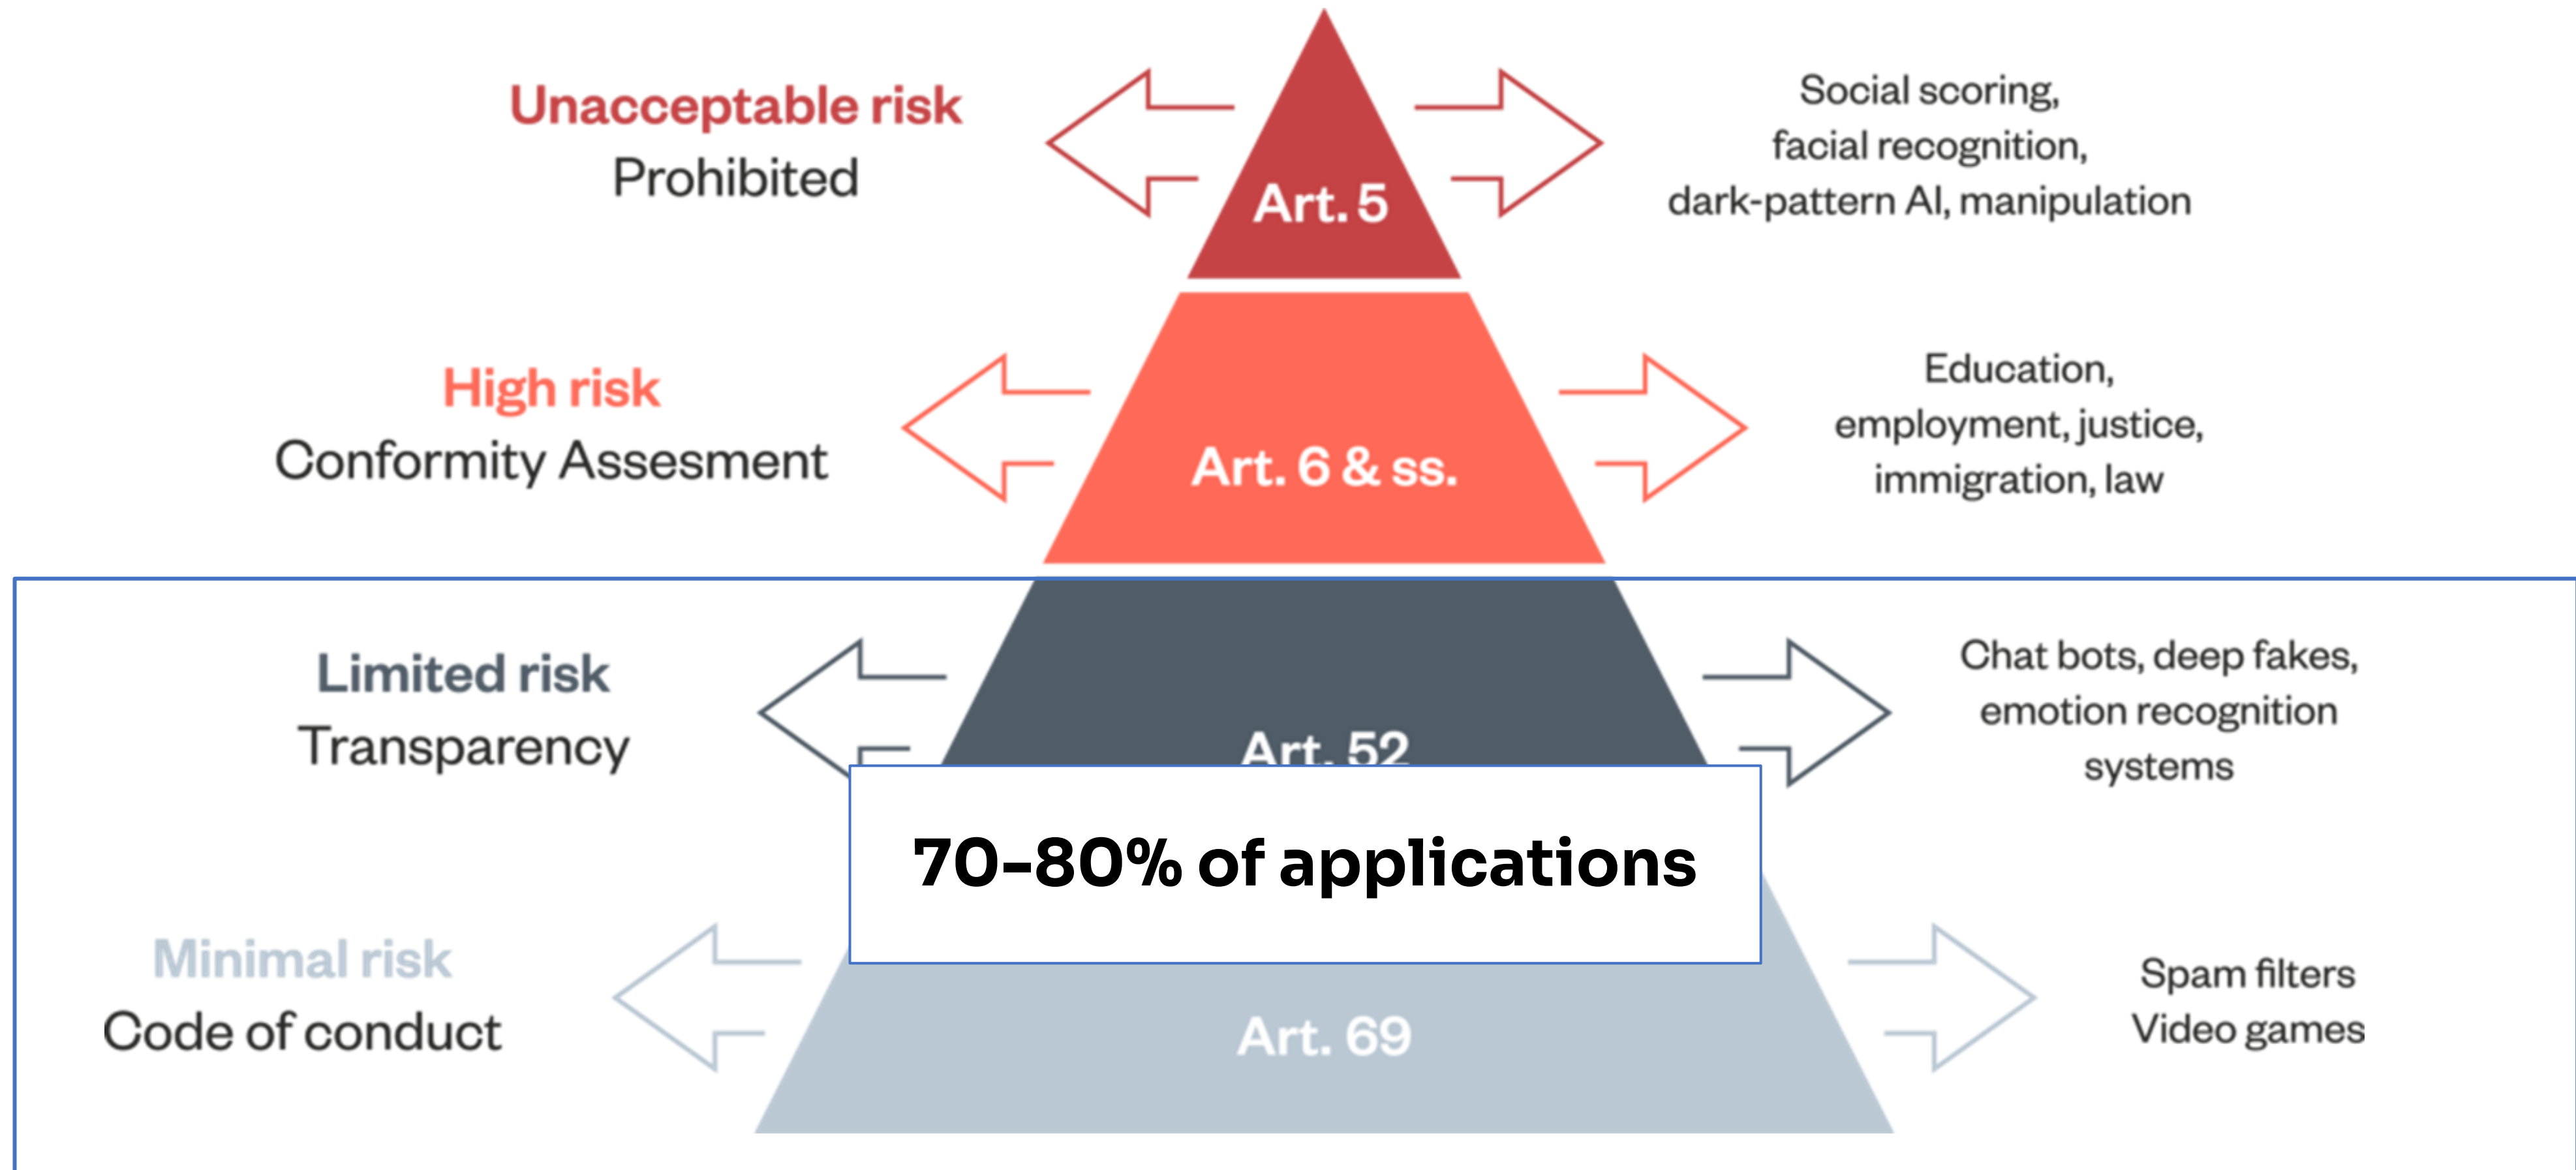 Unacceptable risk
Prohibited
Art. 5
Social scoring,
facial recognition,
dark-pattern AI, manipulation
High risk
Conformity Assesment
Art. 6 & ss.
Education,
employment, justice,
immigration, law
Limited risk
Transparency
Art. 52
Chat bots, deep fakes,
emotion recognition
systems
70-80% of applications
Minimal risk
Code of conduct
Art. 69
Spam filters
Video games